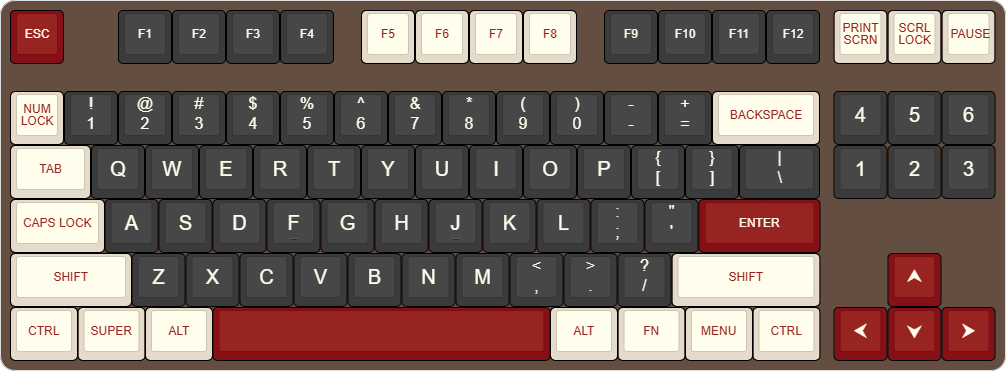 ESC F1 F2 F3 F4 F5 F6 F7 F8 F9 F10 F11 F12 PRINT SCRL PAUSE
SCRN LOCK
NUM ! @ # $ % ^ & * ( ) - + BACKSPACE 4 5 6
LOCK 1 2 3 4 5 6 7 8 9 0 - =
TAB Q W E R T Y U I O P { } | 1 2 3
[ ] \
CAPS LOCK A S D F G H J K L : " ENTER
; '
SHIFT Z X C V B N M < > ? SHIFT
, . /
CTRL SUPER ALT ALT FN MENU CTRL